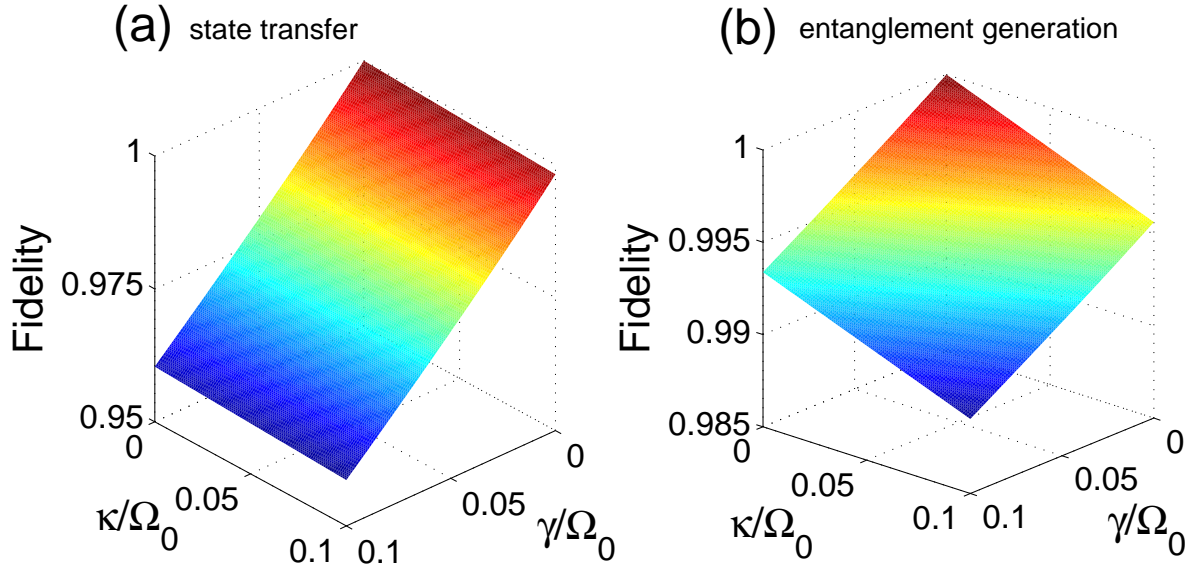 (a) state transfer
Fidelity
1
0.975
0.95
0
0.05
0.1
κ/Ω0
0.1
0.05
0
γ/Ω0
(b) entanglement generation
Fidelity
1
0.995
0.99
0.985
0
0.05
0.1
κ/Ω0
0.1
0.05
0
γ/Ω0